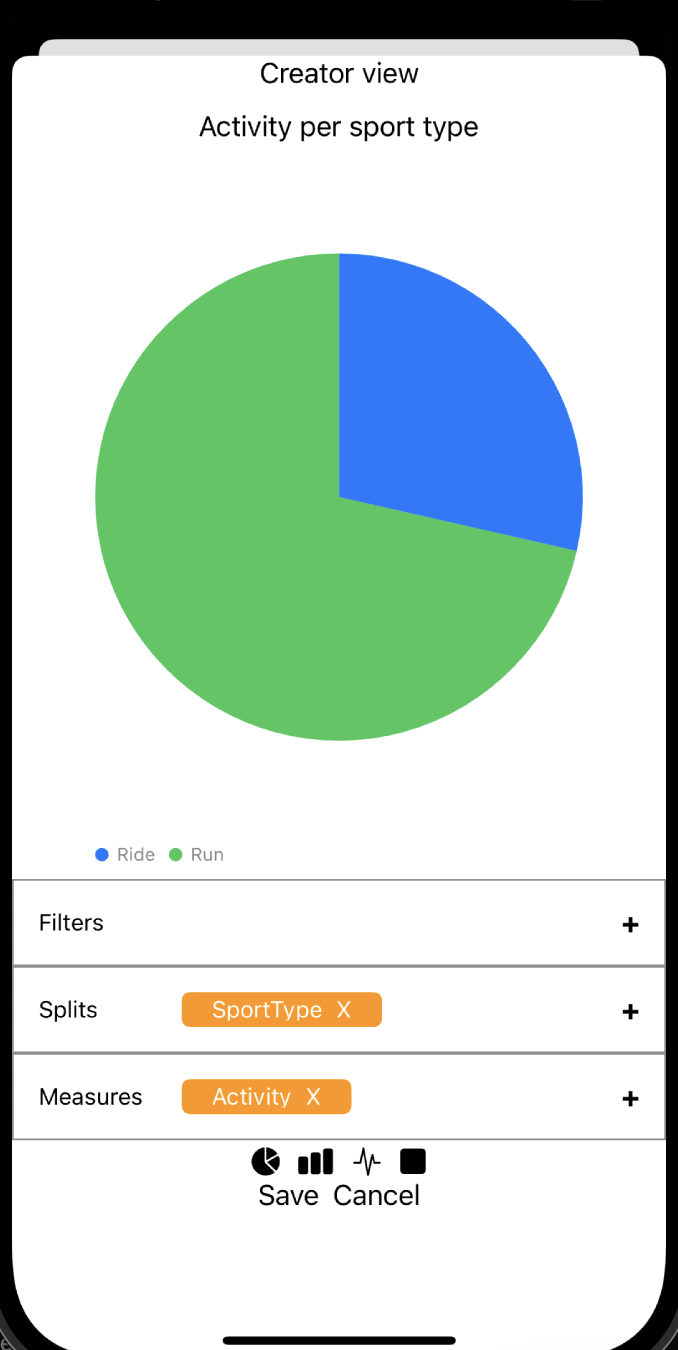 Creator view
Activity per sport type
Ride Run
Filters +
Splits SportType X +
Measures Activity X +
Save Cancel